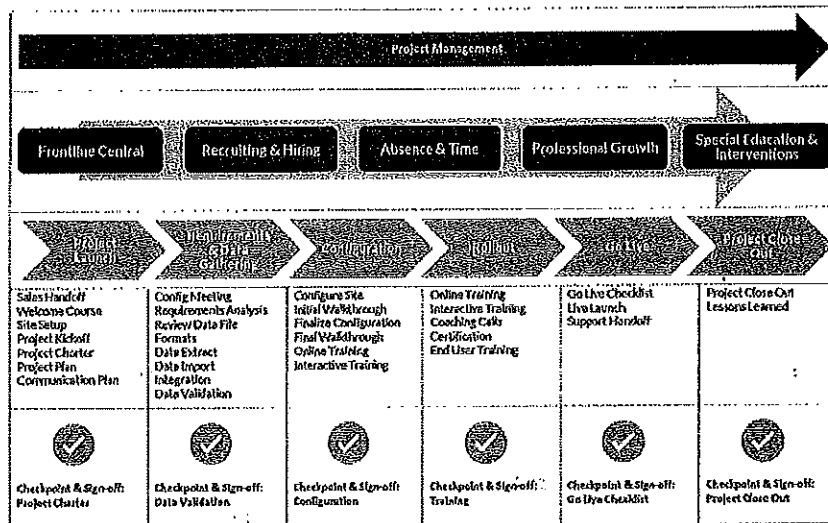 Project Management
Frontline Central
Recruiting & Hiring
Absence & Time
Professional Growth
Special Education &
Interventions
Project
Launch
Gathering
Configuration
Rollout
Go Live
Project Close
Out
Sales Handoff
Welcome Course
Site Setup
Project Kickoff
Project Charter
Project Plan
Communication Plan
Config Meeting
Requirements Analysis
Review Data File
Formats
Data Extract
Data Import
Integration
Data Validation
Configure Site
Initial Walkthrough
Finalize Configuration
Final Walkthrough
Online Training
Interactive Training
Online Training
Interactive Training
Coaching Calls
Certification
End User Training
Go Live Checklist
Live Launch
Support Handoff
Project Close Out
Lessons Learned
Checkpoint & Sign-off:
Project Charter
Checkpoint & Sign-off:
Data Validation
Checkpoint & Sign-off:
Configuration
Checkpoint & Sign-off:
Training
Checkpoint & Sign-off:
Go Live Checklist
Checkpoint & Sign-off:
Project Close Out